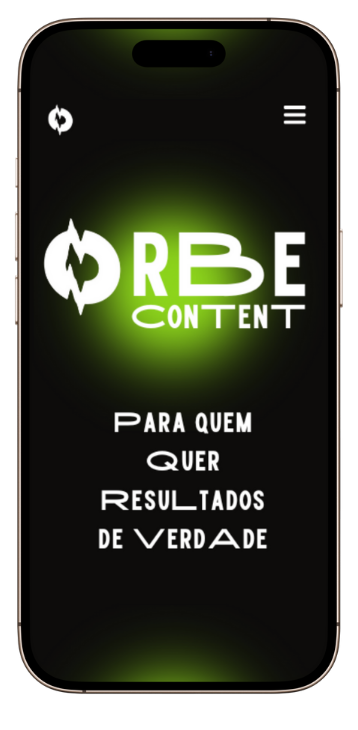 ORBE
CONTENT
PARA QUEM
QUER
RESULTADOS
DE VERDADE